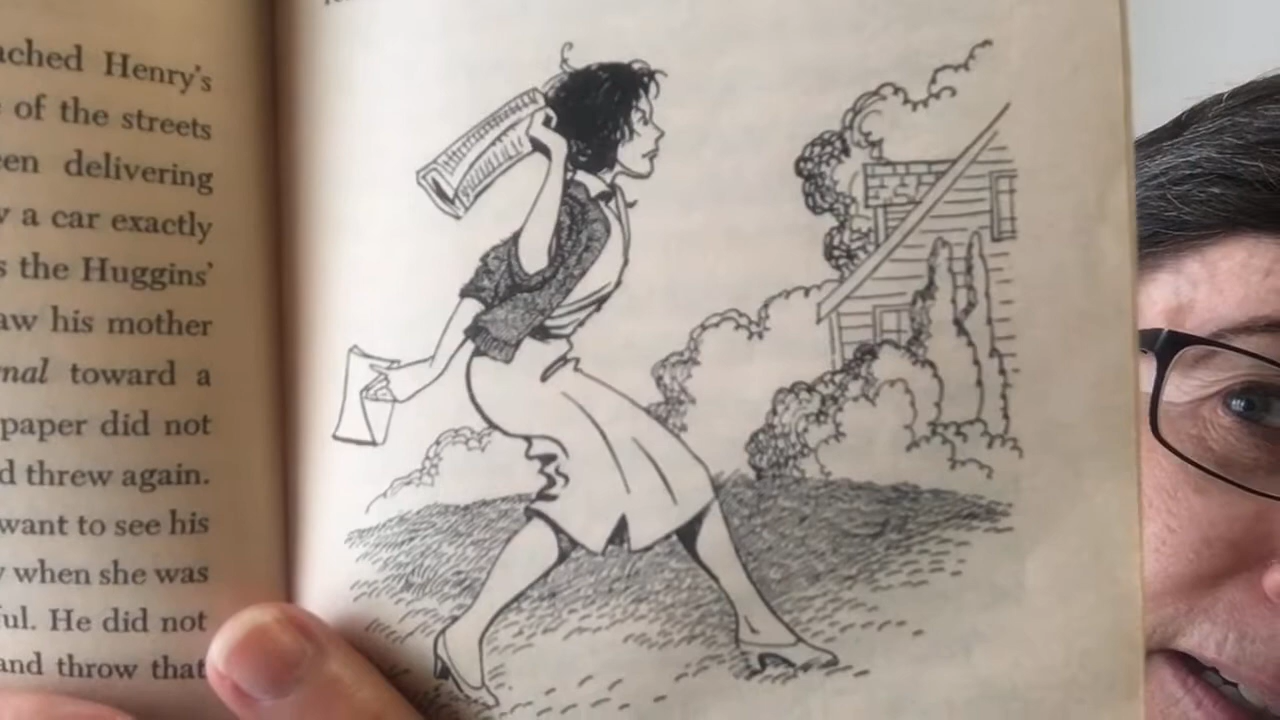 ached Henry's
of the streets
een delivering
a car exactly
s the Huggins'
aw his mother
nal toward a
paper did not
d threw again.
want to see his
y when she was
ful. He did not
and throw that